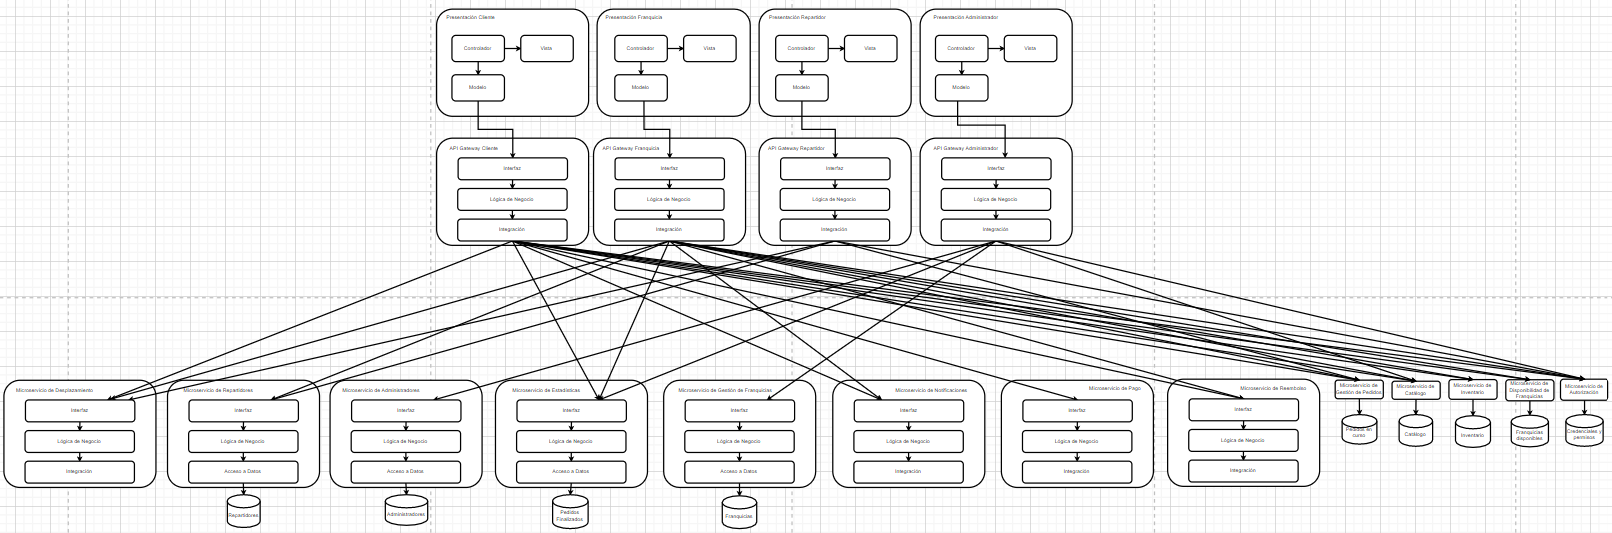 Presentación Cliente
Controlador
Vista
Modelo
Presentación Franquicia
Controlador
Vista
Modelo
Presentación Repartidor
Controlador
Vista
Modelo
Presentación Administrador
Controlador
Vista
Modelo
API Gateway Cliente
Interfaz
Lógica de Negocio
Integración
API Gateway Franquicia
Interfaz
Lógica de Negocio
Integración
API Gateway Repartidor
Interfaz
Lógica de Negocio
Integración
API Gateway Administrador
Interfaz
Lógica de Negocio
Integración
Microservicio de Desplazamiento
Interfaz
Lógica de Negocio
Integración
Microservicio de Repartidores
Interfaz
Lógica de Negocio
Acceso a Datos
Repartidores
Microservicio de Administradores
Interfaz
Lógica de Negocio
Acceso a Datos
Administradores
Microservicio de Estadísticas
Interfaz
Lógica de Negocio
Acceso a Datos
Pedidos
Finalizados
Microservicio de Gestión de Franquicias
Interfaz
Lógica de Negocio
Acceso a Datos
Franquicias
Microservicio de Notificaciones
Interfaz
Lógica de Negocio
Integración
Microservicio de Pago
Interfaz
Lógica de Negocio
Integración
Microservicio de Reembolso
Interfaz
Lógica de Negocio
Integración
Microservicio de
Gestión de Pedidos
Pedidos en
curso
Microservicio de
Catálogo
Catálogo
Microservicio de
Inventario
Inventario
Microservicio de
Disponibilidad de
Franquicias
Franquicias
disponibles
Microservicio de
Autorización
Credenciales y
permisos